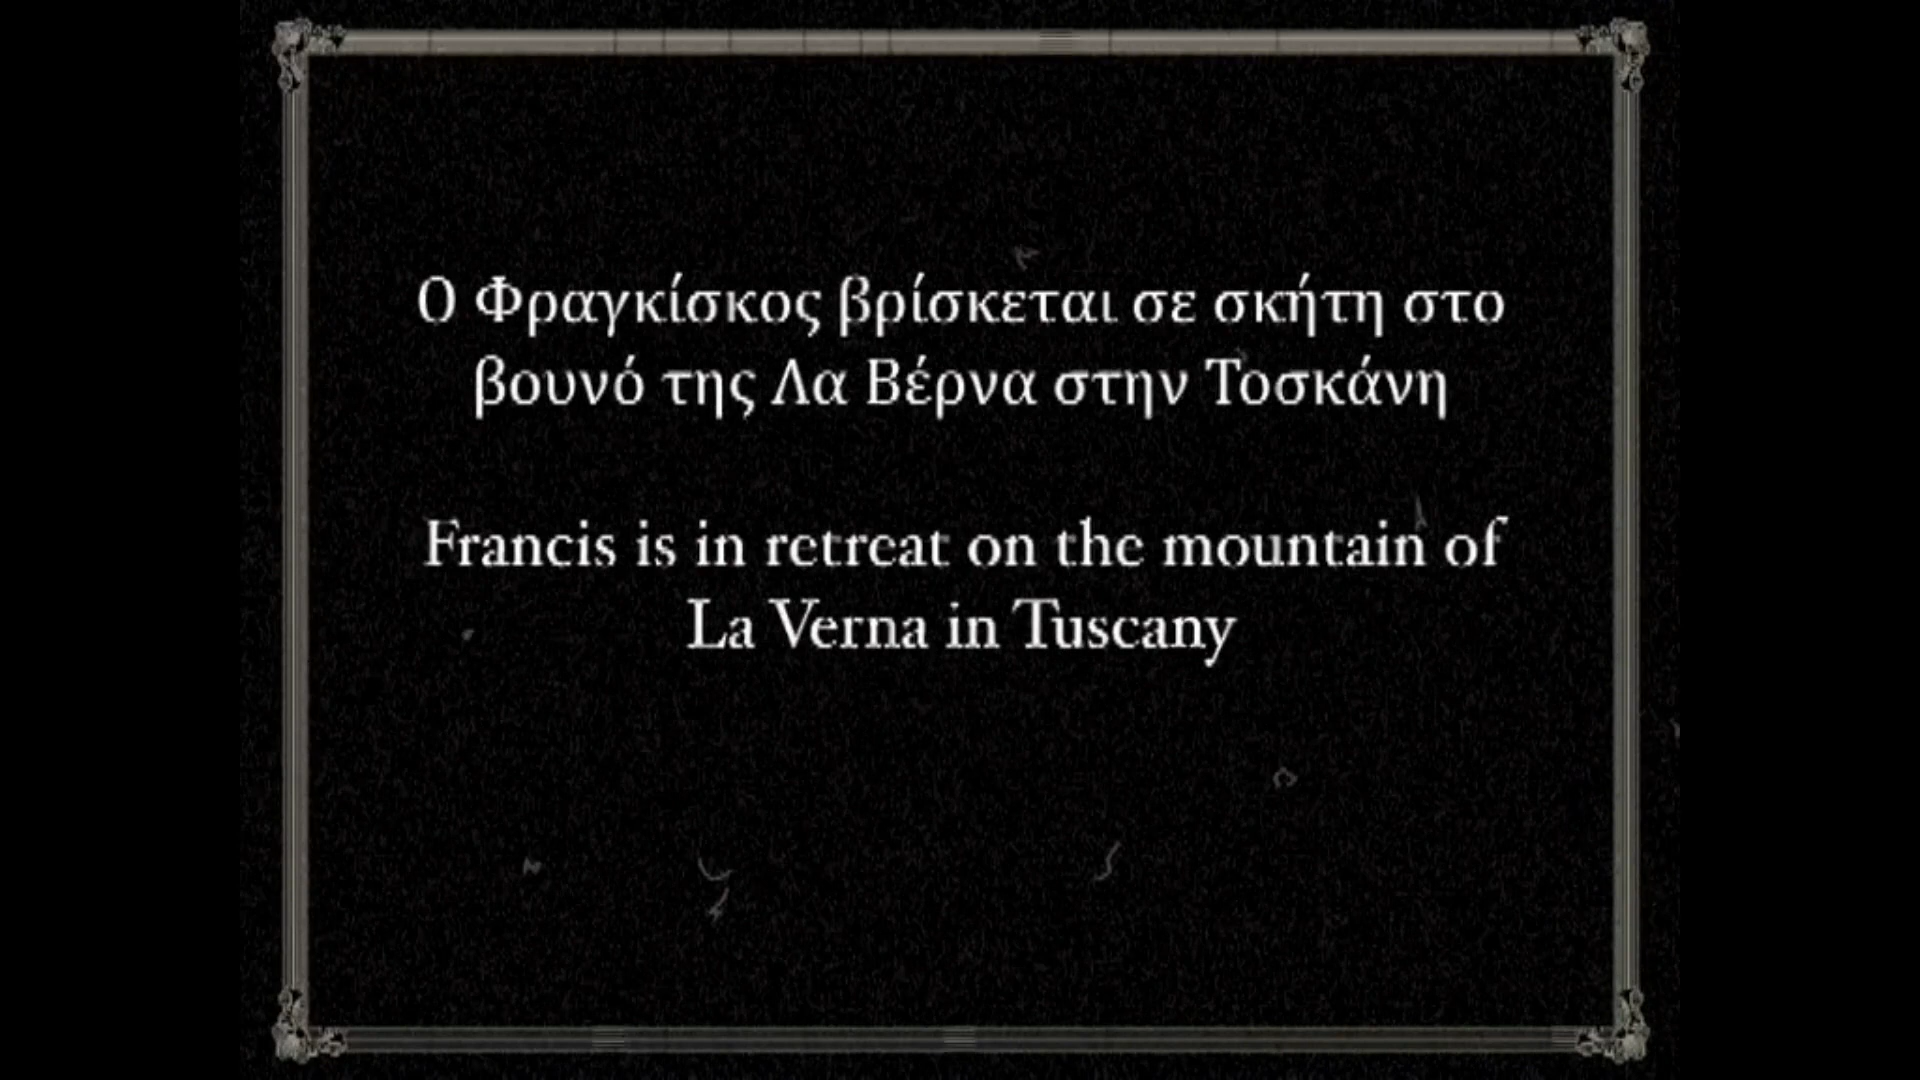 Ο Φραγκίσκος βρίσκεται σε σκήτη στο
βουνό της Λα Βέρνα στην Τοσκάνη
Francis is in retreat on the mountain of
La Verna in Tuscany